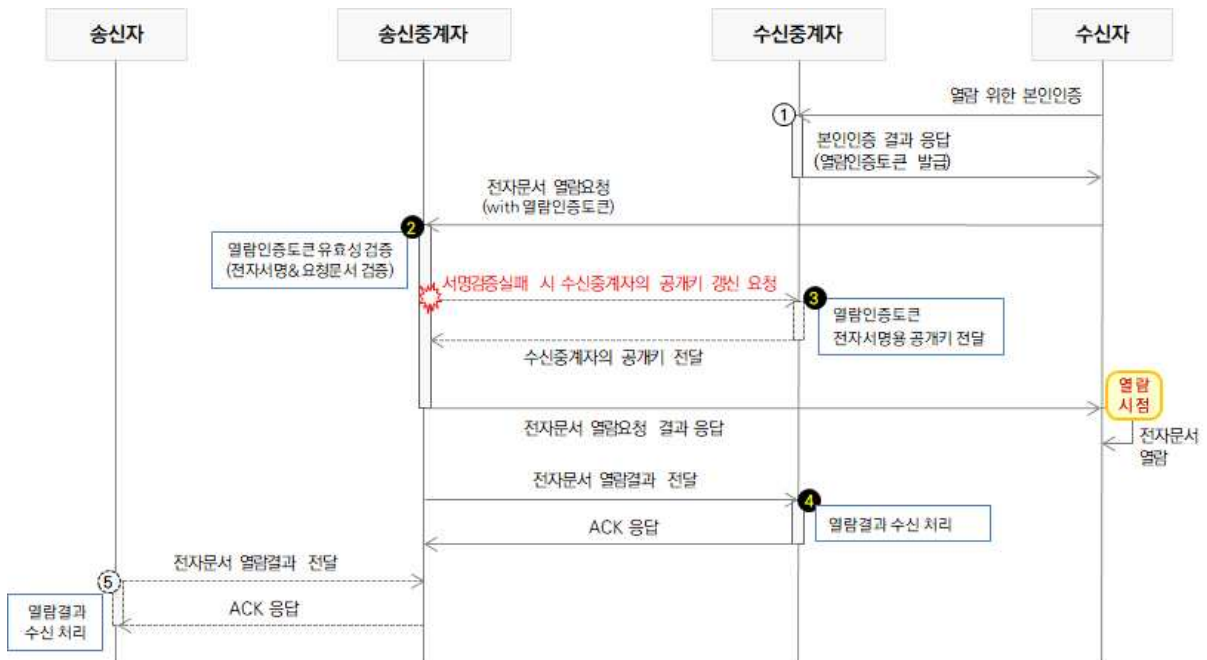 송신자
송신중계자
수신중계자
수신자
열람 위한 본인인증
①
본인인증 결과 응답
(열람인증토큰 발급)
전자문서 열람요청
(with 열람인증토큰)
❷
열람인증토큰 유효성 검증
(전자서명& 요청문서 검증)
서명검증실패 시 수신중계자의 공개키 갱신 요청
❸
열람인증토큰
전자서명용 공개키 전달
수신중계자의 공개키 전달
열람
시점
전자문서 열람요청 결과 응답
전자문서
열람
전자문서 열람결과 전달
❹
열람결과 수신 처리
ACK 응답
전자문서 열람결과 전달
⑤
열람결과
수신 처리
ACK 응답